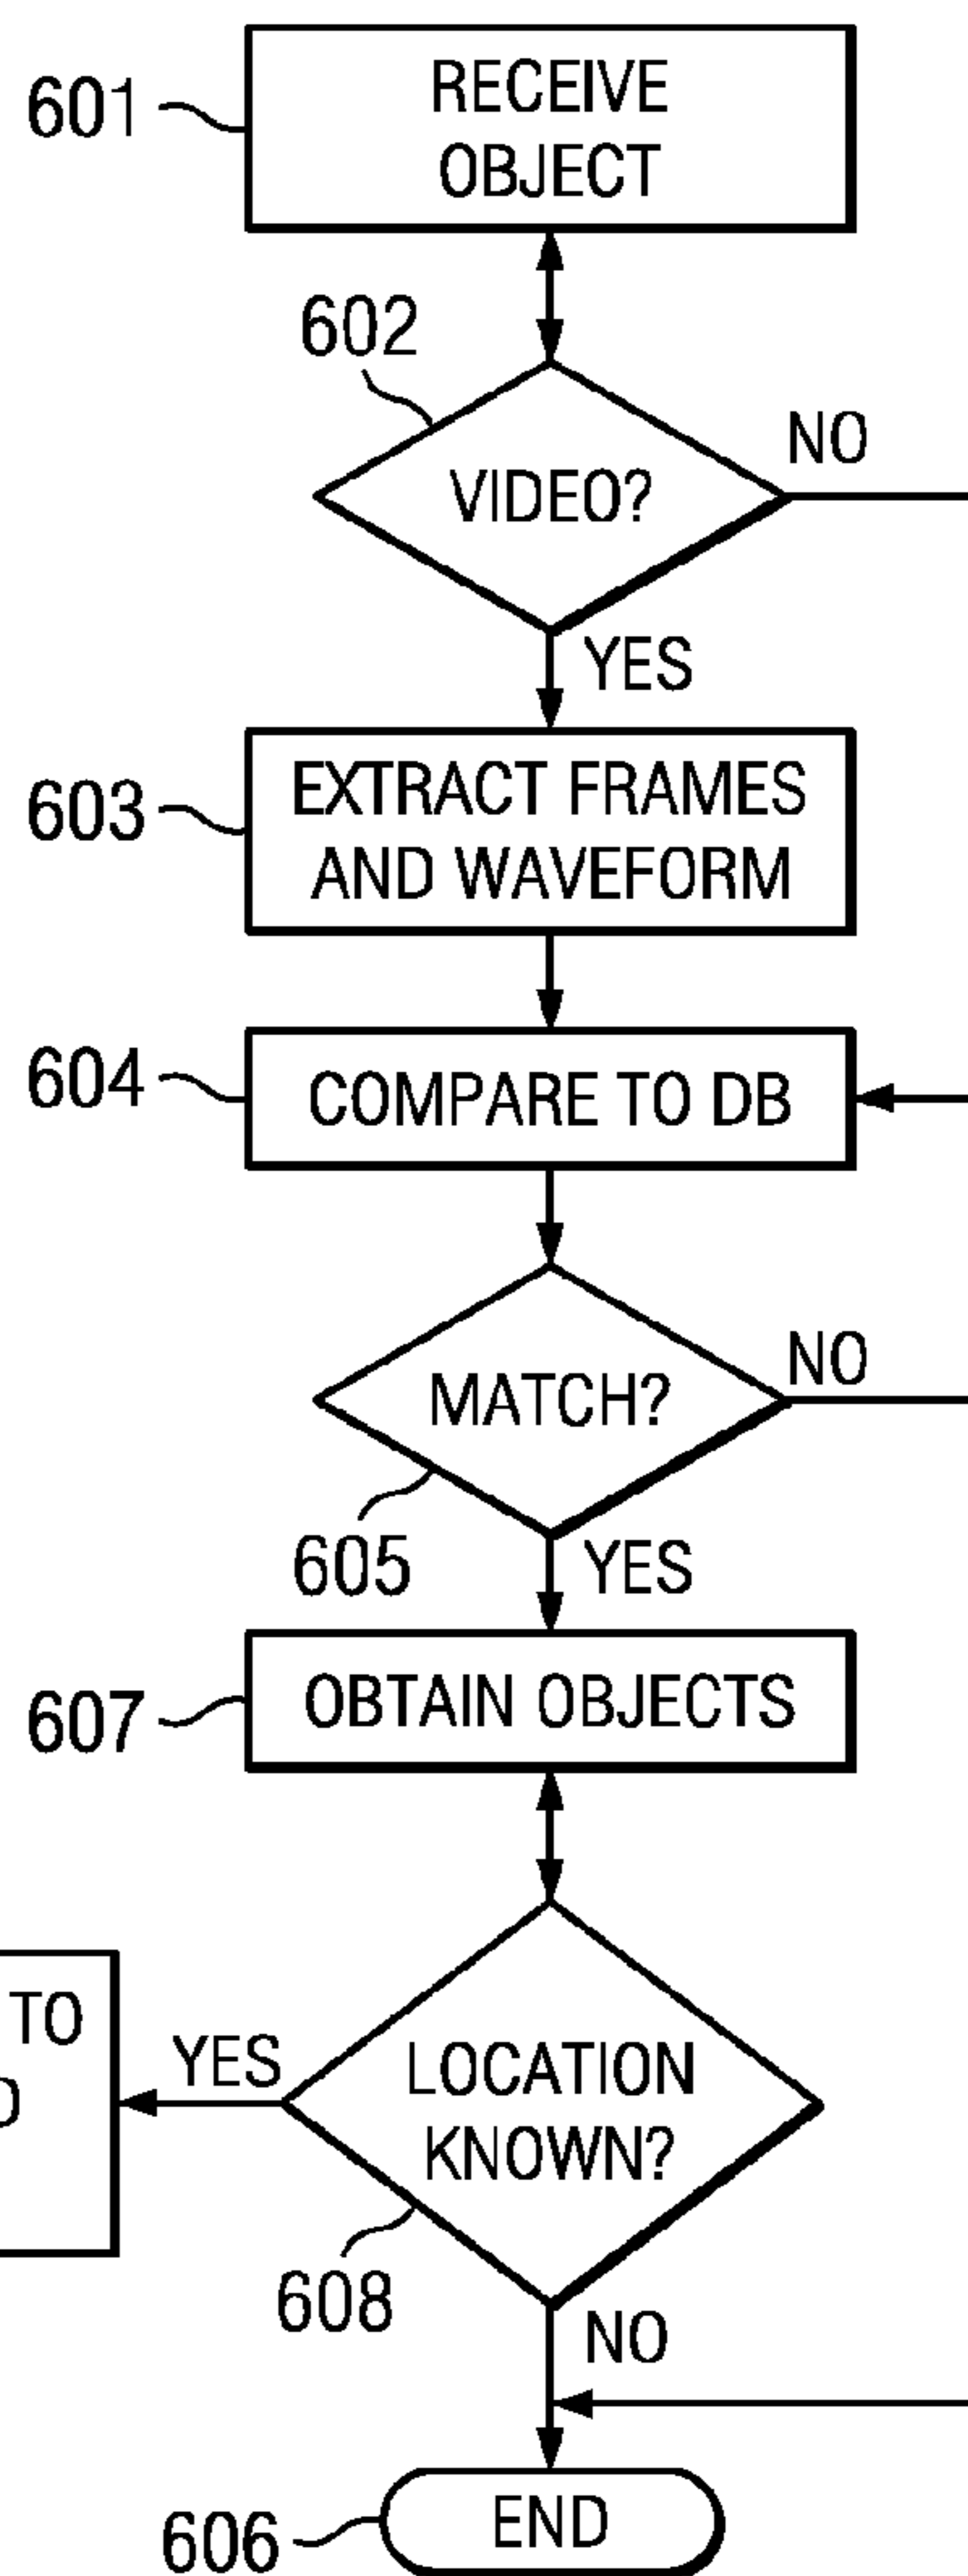 601
RECEIVE
OBJECT
602
VIDEO?
NO
YES
603
EXTRACT FRAMES
AND WAVEFORM
604
COMPARE TO DB
MATCH?
NO
605
YES
607
OBTAIN OBJECTS
TO
YES
LOCATION
KNOWN?
608
NO
606
END